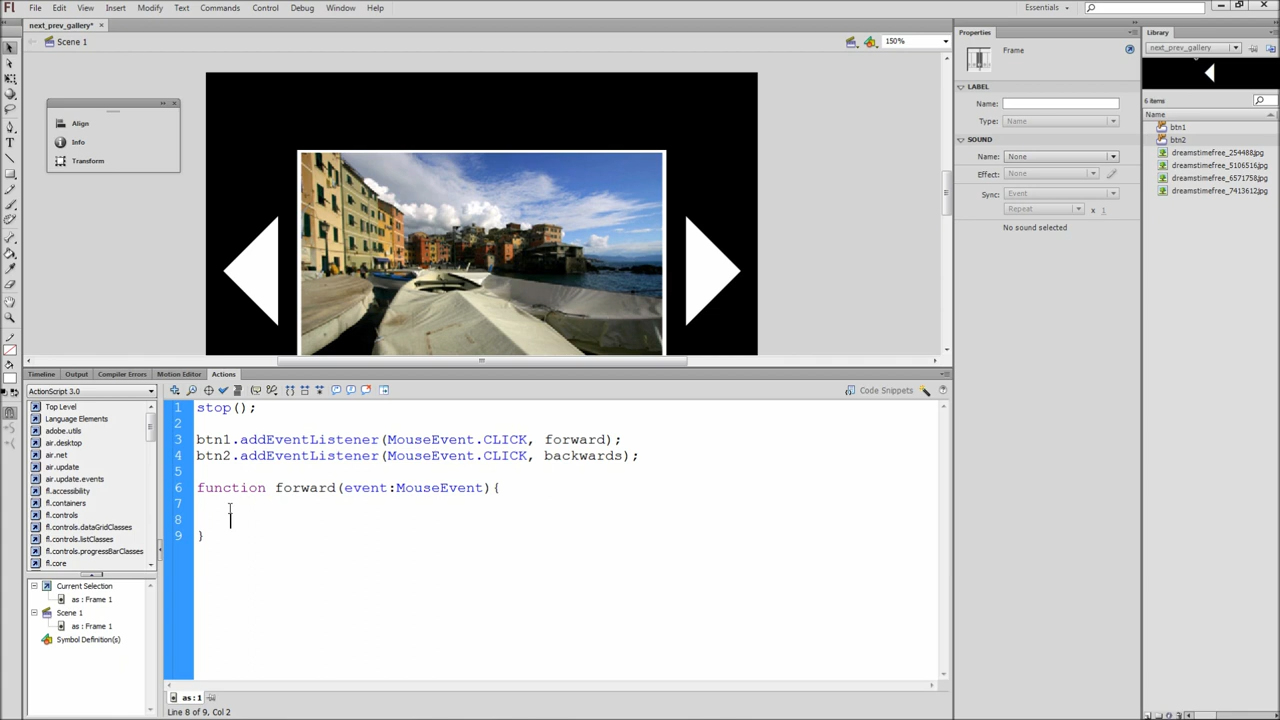 Fl File Edit View Insert Modify Text Commands Control Debug Window Help Essentials
next_prev_gallery*
Scene 1 150%
Align
Info
Transform
Properties
Frame
LABEL
Name:
Type: Name
SOUND
Name: None
Effect: None
Sync: Event
Repeat x 1
No sound selected
Library
next_prev_gallery
6 items
Name
btn1
btn2
dreamstimefree_254488.jpg
dreamstimefree_5106516.jpg
dreamstimefree_6571758.jpg
dreamstimefree_7413612.jpg
Timeline Output Compiler Errors Motion Editor Actions
ActionScript 3.0 Code Snippets
Top Level
Language Elements
adobe.utils
air.desktop
air.net
air.update
air.update.events
fl.accessibility
fl.containers
fl.controls
fl.controls.dataGridClasses
fl.controls.listClasses
fl.controls.progressBarClasses
fl.core
Current Selection
as : Frame 1
Scene 1
as : Frame 1
Symbol Definition(s)
1 stop();
2
3 btn1.addEventListener(MouseEvent.CLICK, forward);
4 btn2.addEventListener(MouseEvent.CLICK, backwards);
5
6 function forward(event:MouseEvent){
7
8
9 }
as : 1
Line 8 of 9, Col 2